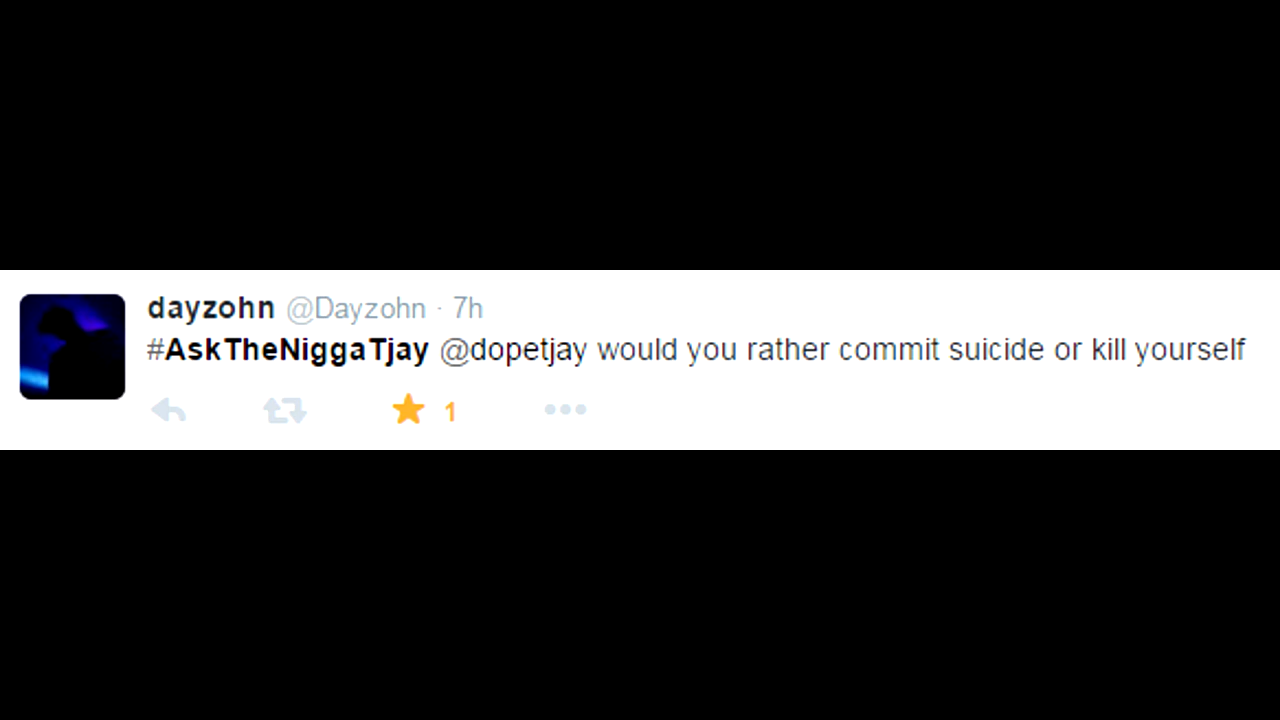 dayzohn @Dayzohn · 7h
#AskTheNiggaTjay @dopetjay would you rather commit suicide or kill yourself
1